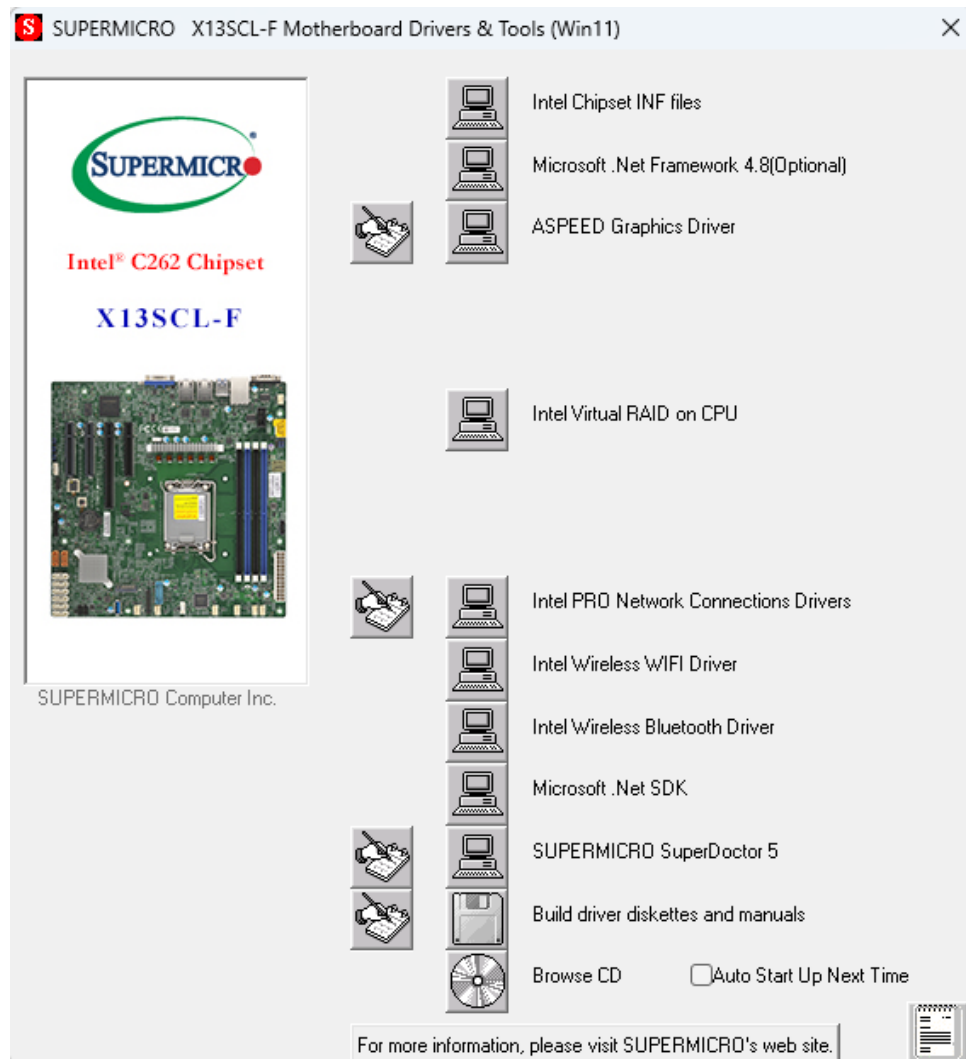 S SUPERMICRO X13SCL-F Motherboard Drivers & Tools (Win11)
SUPERMICR
Intel® C262 Chipset
X13SCL-F
SUPERMICRO Computer Inc.
Intel Chipset INF files
Microsoft .Net Framework 4.8(Optional)
ASPEED Graphics Driver
Intel Virtual RAID on CPU
Intel PRO Network Connections Drivers
Intel Wireless WIFI Driver
Intel Wireless Bluetooth Driver
Microsoft .Net SDK
SUPERMICRO SuperDoctor 5
Build driver diskettes and manuals
Browse CD Auto Start Up Next Time
For more information, please visit SUPERMICRO's web site.